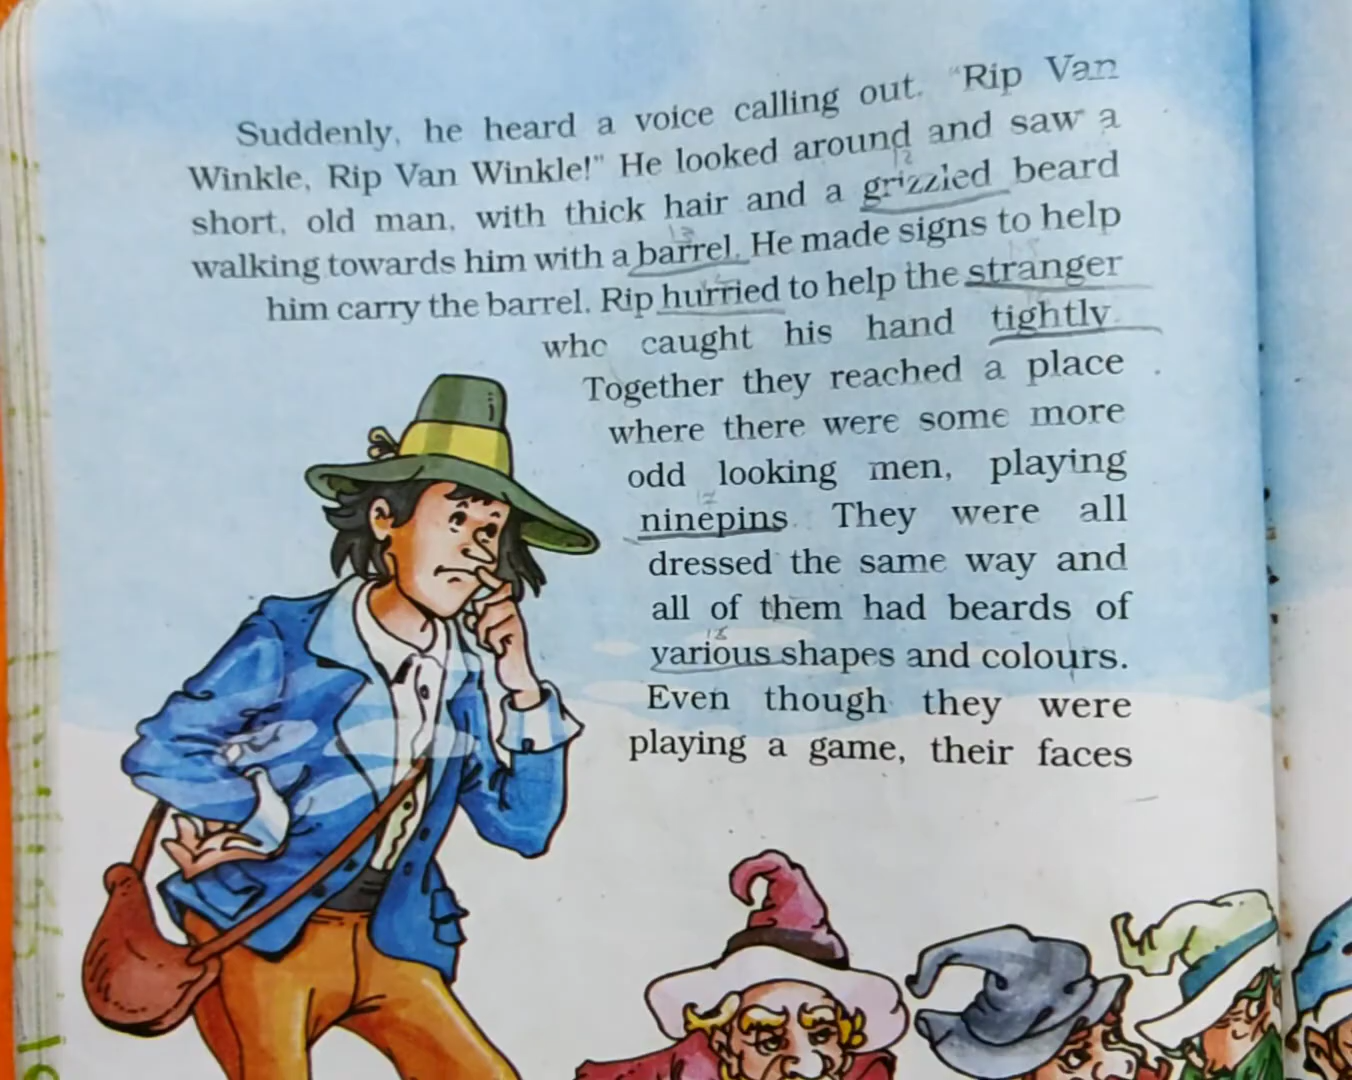 Suddenly, he heard a voice calling out. "Rip Van
Winkle, Rip Van Winkle!" He looked around and saw a
short, old man, with thick hair and a grizzled beard
walking towards him with a barrel. He made signs to help
him carry the barrel. Rip hurried to help the stranger
who caught his hand tightly.
Together they reached a place
where there were some more
odd looking men, playing
ninepins. They were all
dressed the same way and
all of them had beards of
various shapes and colours.
Even though they were
playing a game, their faces